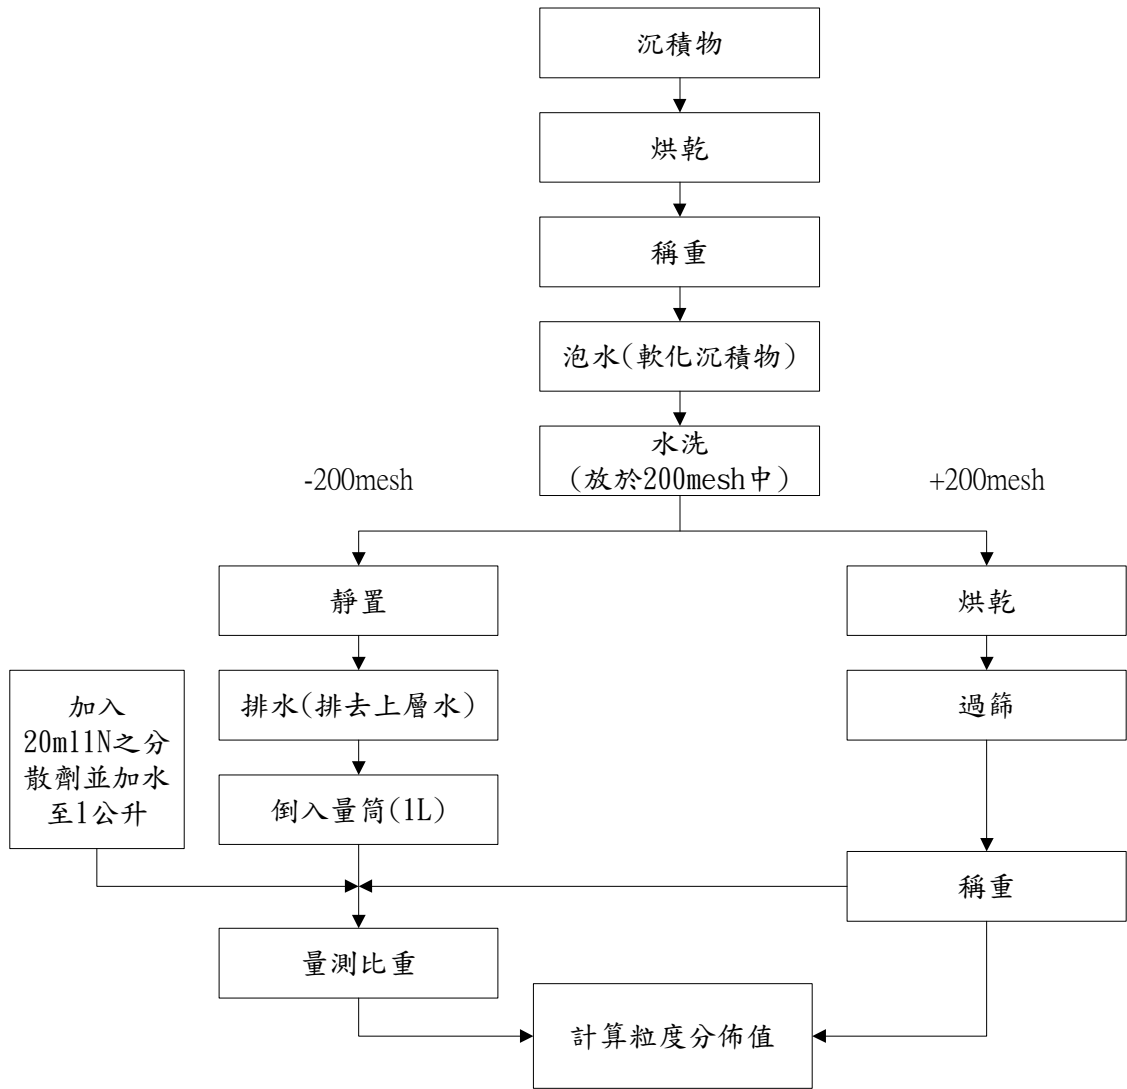 沉積物
烘乾
稱重
泡水(軟化沉積物)
水洗
(放於200mesh中)
-200mesh
+200mesh
靜置
烘乾
加入
20ml1N之分
散劑並加水
至1公升
排水(排去上層水)
過篩
倒入量筒(1L)
稱重
量測比重
計算粒度分佈值